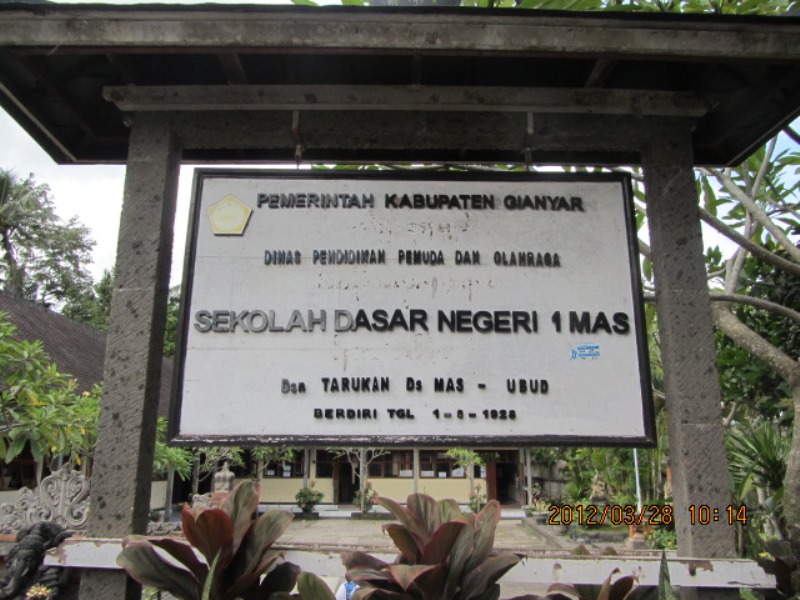 PEMERINTAH KABUPATEN GIANYAR
DINAS PENDIDIKAN PEMUDA DAN OLAHRAGA
SEKOLAH DASAR NEGERI 1 MAS
Dsn TARUKAN Ds MAS - UBUD
BERDIRI TGL 1-8-1928
2012/03/28 10:14